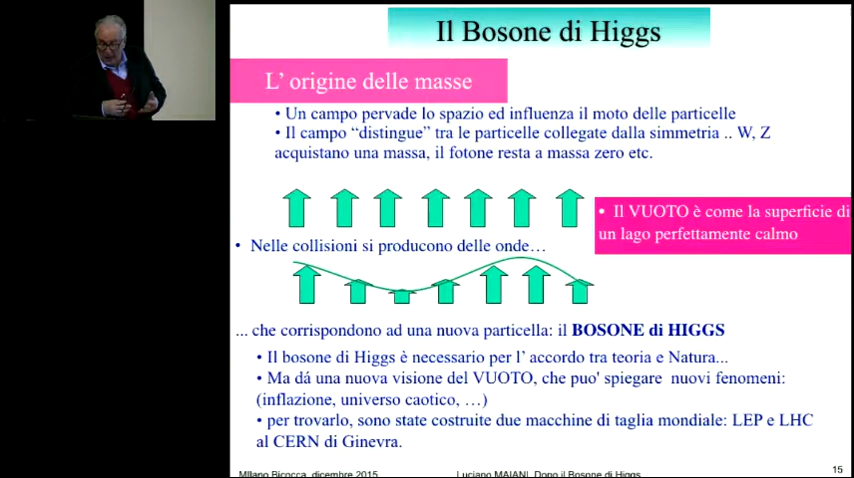 Il Bosone di Higgs
L' origine delle masse
• Un campo pervade lo spazio ed influenza il moto delle particelle
• Il campo “distingue” tra le particelle collegate dalla simmetria .. W, Z
acquistano una massa, il fotone resta a massa zero etc.
• Il VUOTO è come la superficie di
un lago perfettamente calmo
• Nelle collisioni si producono delle onde…
... che corrispondono ad una nuova particella: il BOSONE di HIGGS
• Il bosone di Higgs è necessario per l' accordo tra teoria e Natura...
• Ma dá una nuova visione del VUOTO, che puo' spiegare nuovi fenomeni:
(inflazione, universo caotico, …)
• per trovarlo, sono state costruite due macchine di taglia mondiale: LEP e LHC
al CERN di Ginevra.
MIlano Bicocca, dicembre 2015
Luciano MAIANI. Dopo il Bosone di Higgs
15